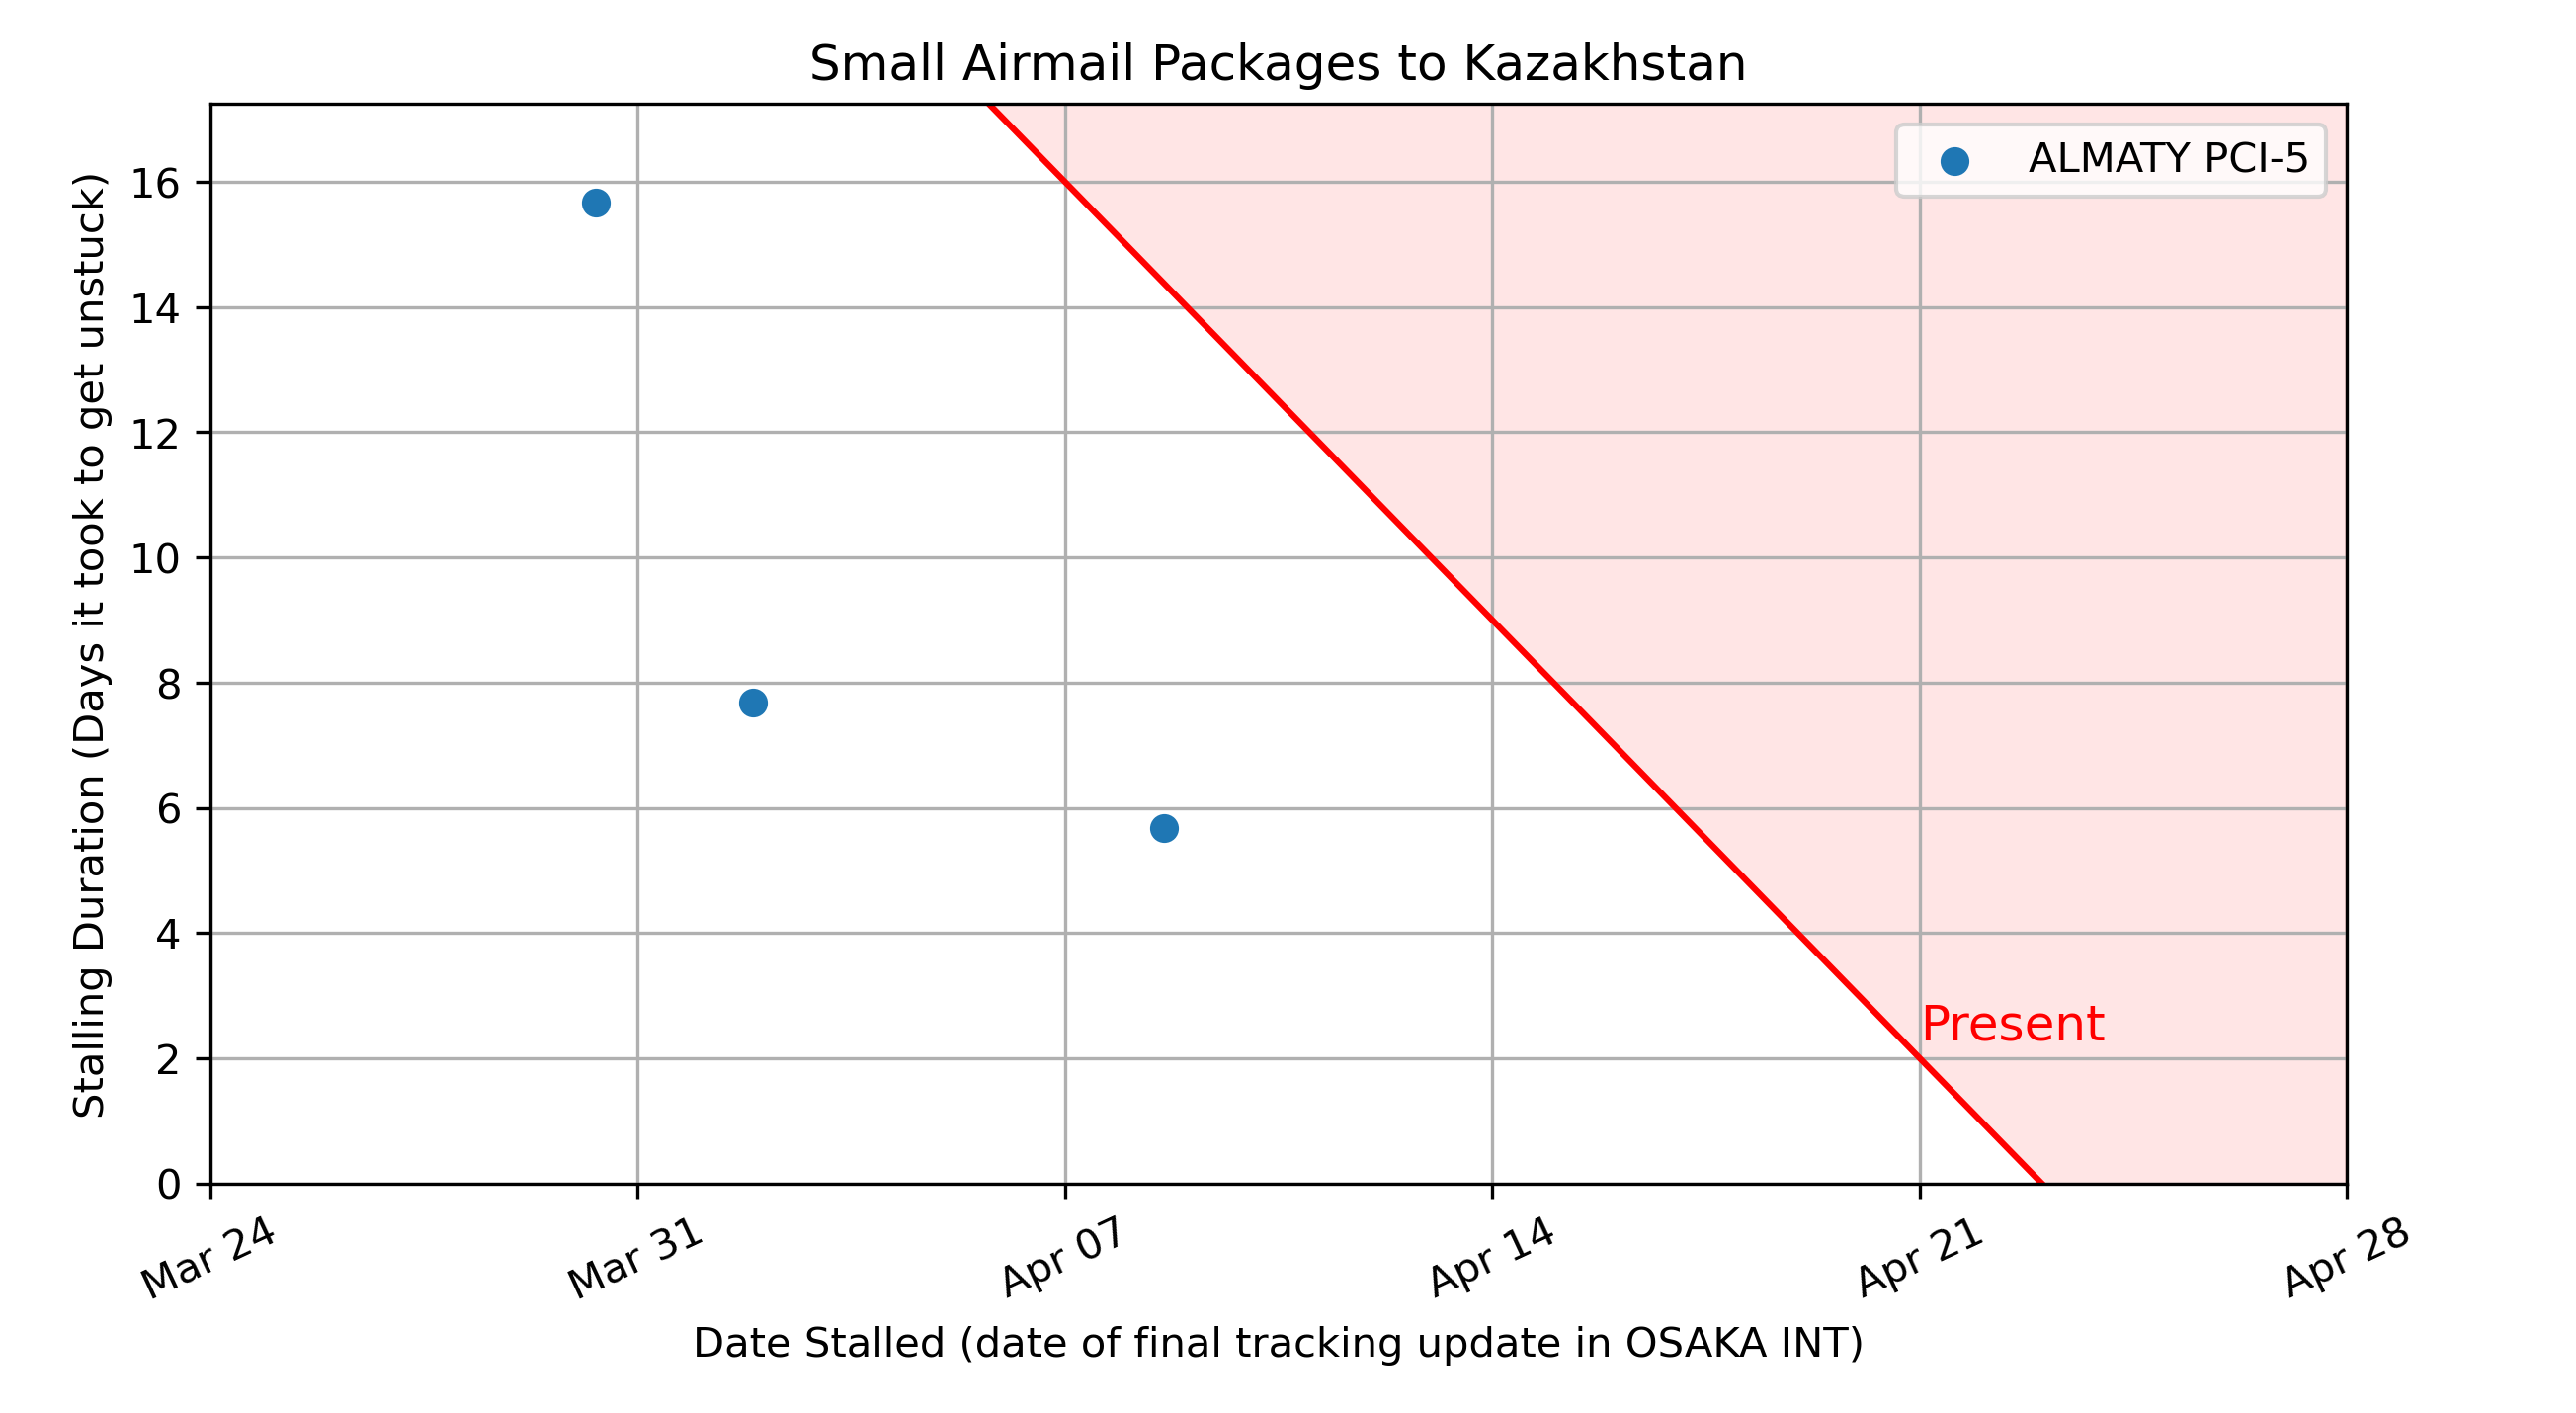 Small Airmail Packages to Kazakhstan
ALMATY PCI-5
Stalling Duration (Days it took to get unstuck)
16
14
12
10
8
6
4
2
0
Present
Mar 24
Mar 31
Apr 07
Apr 14
Apr 21
Apr 28
Date Stalled (date of final tracking update in OSAKA INT)